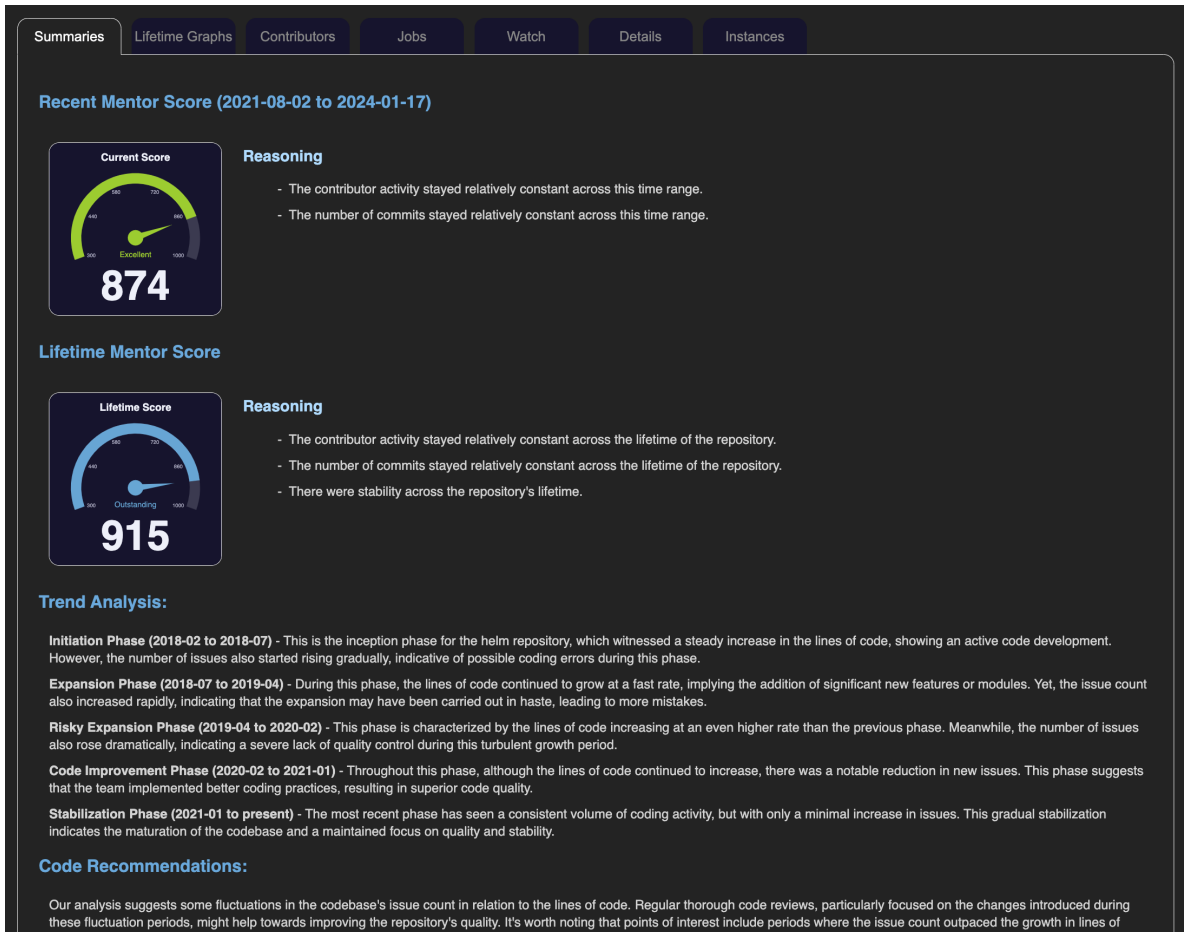 Summaries
Lifetime Graphs
Contributors
Jobs
Watch
Details
Instances
Recent Mentor Score (2021-08-02 to 2024-01-17)
Current Score
580
720
440
860
300
Excellent
1000
874
Reasoning
- The contributor activity stayed relatively constant across this time range.
- The number of commits stayed relatively constant across this time range.
Lifetime Mentor Score
Lifetime Score
580
720
440
860
300
Outstanding
1000
915
Reasoning
- The contributor activity stayed relatively constant across the lifetime of the repository.
- The number of commits stayed relatively constant across the lifetime of the repository.
- There were stability across the repository's lifetime.
Trend Analysis:
Initiation Phase (2018-02 to 2018-07) - This is the inception phase for the helm repository, which witnessed a steady increase in the lines of code, showing an active code development.
However, the number of issues also started rising gradually, indicative of possible coding errors during this phase.
Expansion Phase (2018-07 to 2019-04) - During this phase, the lines of code continued to grow at a fast rate, implying the addition of significant new features or modules. Yet, the issue count
also increased rapidly, indicating that the expansion may have been carried out in haste, leading to more mistakes.
Risky Expansion Phase (2019-04 to 2020-02) - This phase is characterized by the lines of code increasing at an even higher rate than the previous phase. Meanwhile, the number of issues
also rose dramatically, indicating a severe lack of quality control during this turbulent growth period.
Code Improvement Phase (2020-02 to 2021-01) - Throughout this phase, although the lines of code continued to increase, there was a notable reduction in new issues. This phase suggests
that the team implemented better coding practices, resulting in superior code quality.
Stabilization Phase (2021-01 to present) - The most recent phase has seen a consistent volume of coding activity, but with only a minimal increase in issues. This gradual stabilization
indicates the maturation of the codebase and a maintained focus on quality and stability.
Code Recommendations:
Our analysis suggests some fluctuations in the codebase's issue count in relation to the lines of code. Regular thorough code reviews, particularly focused on the changes introduced during
these fluctuation periods, might help towards improving the repository's quality. It's worth noting that points of interest include periods where the issue count outpaced the growth in lines of